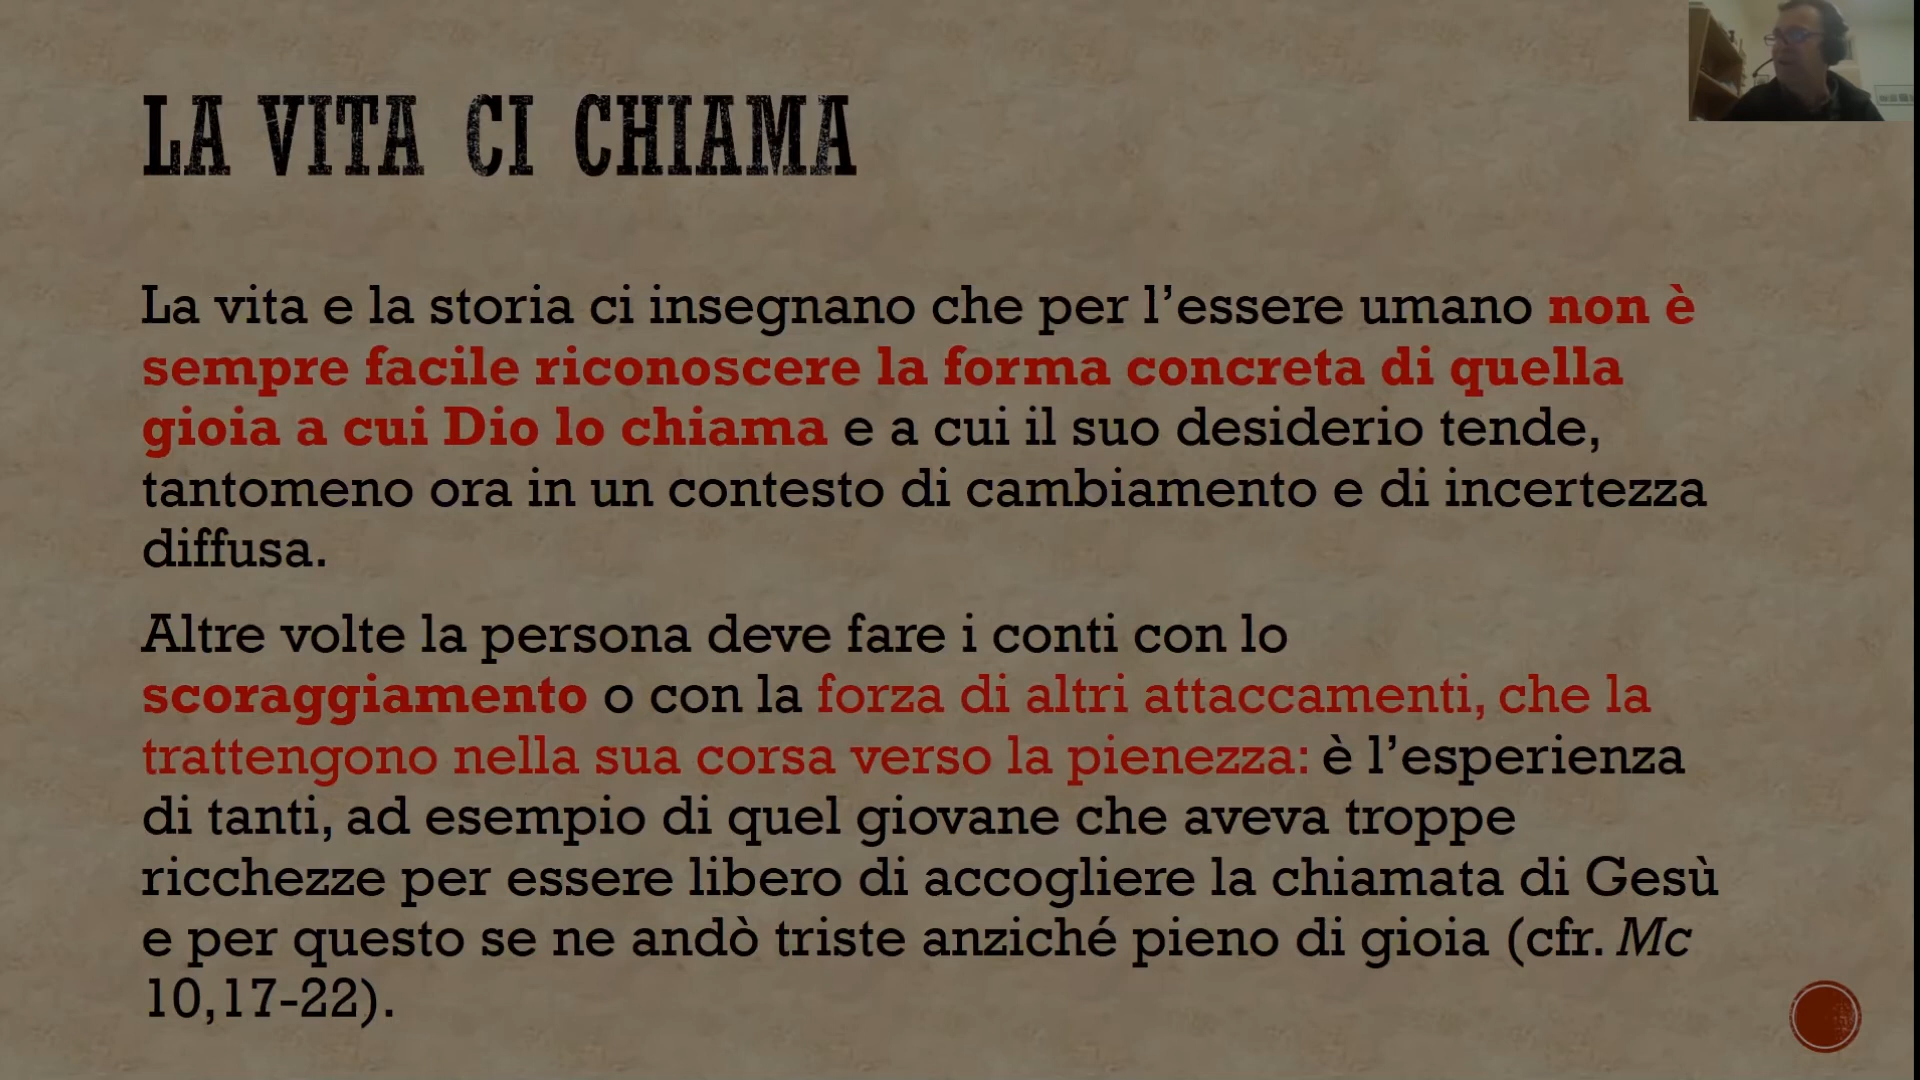 LA VITA CI CHIAMA
La vita e la storia ci insegnano che per l’essere umano non è
sempre facile riconoscere la forma concreta di quella
gioia a cui Dio lo chiama e a cui il suo desiderio tende,
tantomeno ora in un contesto di cambiamento e di incertezza
diffusa.
Altre volte la persona deve fare i conti con lo
scoraggiamento o con la forza di altri attaccamenti, che la
trattengono nella sua corsa verso la pienezza: è l’esperienza
di tanti, ad esempio di quel giovane che aveva troppe
ricchezze per essere libero di accogliere la chiamata di Gesù
e per questo se ne andò triste anziché pieno di gioia (cfr. Mc
10,17-22).